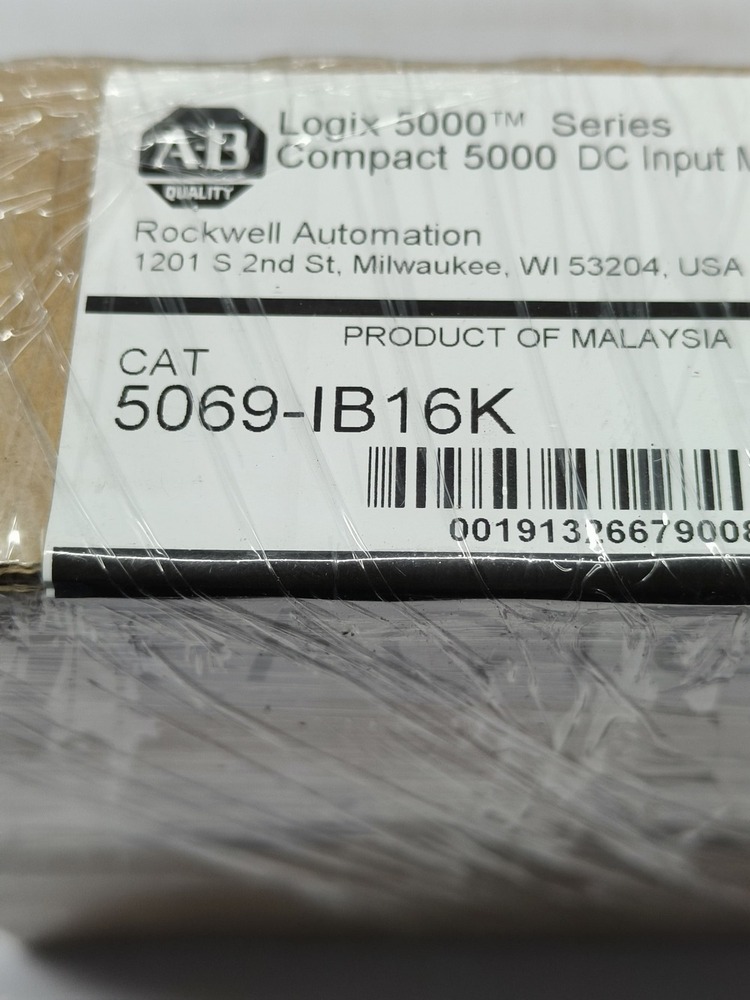 A-B
QUALITY
Logix 5000™ Series
Compact 5000 DC Input
Rockwell Automation
1201 S 2nd St, Milwaukee, WI 53204, USA
PRODUCT OF MALAYSIA
CAT
5069-IB16K
00191326679008